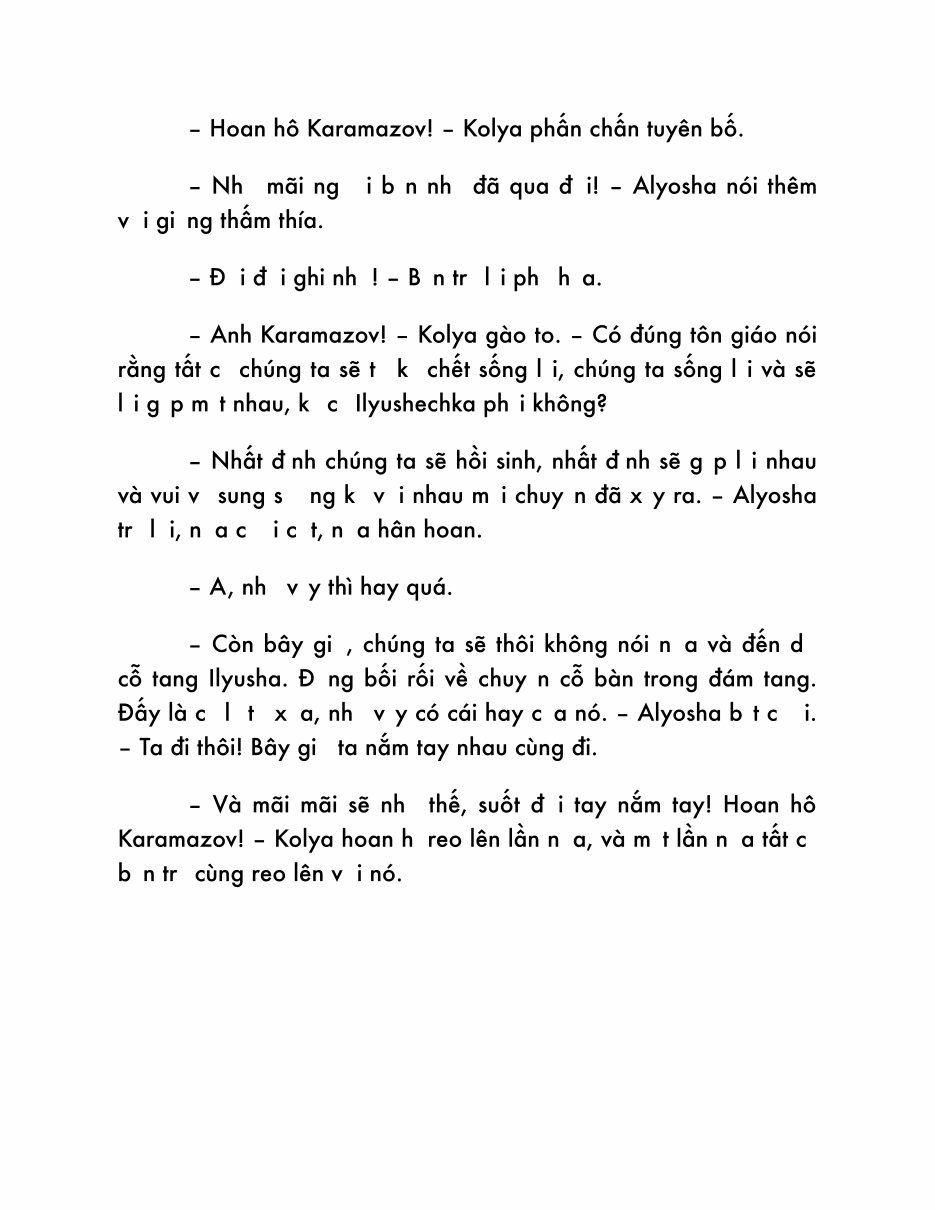 – Hoan hô Karamazov! – Kolya phấn chấn tuyên bố.
– Nh mãi ng i b n nh đã qua đ i! – Alyosha nói thêm
v i gi ng thấm thía.
– Đ i đ i ghi nh ! – B n tr l i ph h a.
– Anh Karamazov! – Kolya gào to. – Có đúng tôn giáo nói
rằng tất c chúng ta sẽ t k chết sống l i, chúng ta sống l i và sẽ
l i g p m t nhau, k c Ilyushechka ph i không?
– Nhất đ nh chúng ta sẽ hồi sinh, nhất đ nh sẽ g p l i nhau
và vui v sung s ng k v i nhau m i chuy n đã x y ra. – Alyosha
tr l i, n a c i c t, n a hân hoan.
– A, nh v y thì hay quá.
– Còn bây gi , chúng ta sẽ thôi không nói n a và đến d
cỗ tang Ilyusha. Đ ng bối rối về chuy n cỗ bàn trong đám tang.
Đấy là c l t x a, nh v y có cái hay c a nó. – Alyosha b t c i.
– Ta đi thôi! Bây gi ta nắm tay nhau cùng đi.
– Và mãi mãi sẽ nh thế, suốt đ i tay nắm tay! Hoan hô
Karamazov! – Kolya hoan h reo lên lần n a, và m t lần n a tất c
b n tr cùng reo lên v i nó.